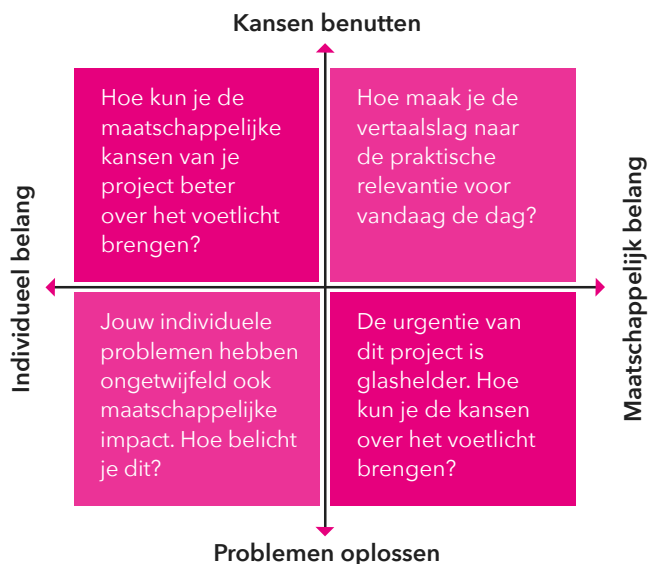 Kansen benutten
Hoe kun je de
maatschappelijke
kansen van je
project beter
over het voetlicht
brengen?
Hoe maak je de
vertaalslag naar
de praktische
relevantie voor
vandaag de dag?
Individueel belang
Maatschappelijk belang
Jouw individuele
problemen hebben
ongetwijfeld ook
maatschappelijke
impact. Hoe belicht
je dit?
De urgentie van
dit project is
glashelder. Hoe
kun je de kansen
over het voetlicht
brengen?
Problemen oplossen